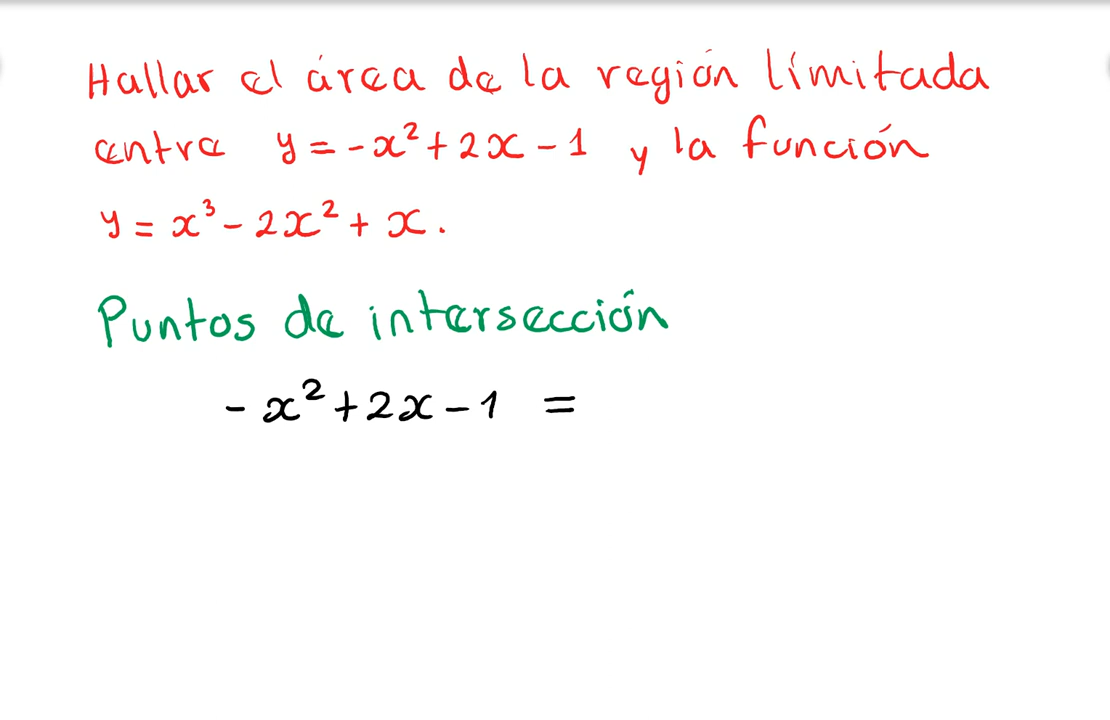 Hallar el área de la región limitada
entre y = -x² + 2x - 1 y la función
y = x³ - 2x² + x.
Puntos de intersección
-x² + 2x - 1 =